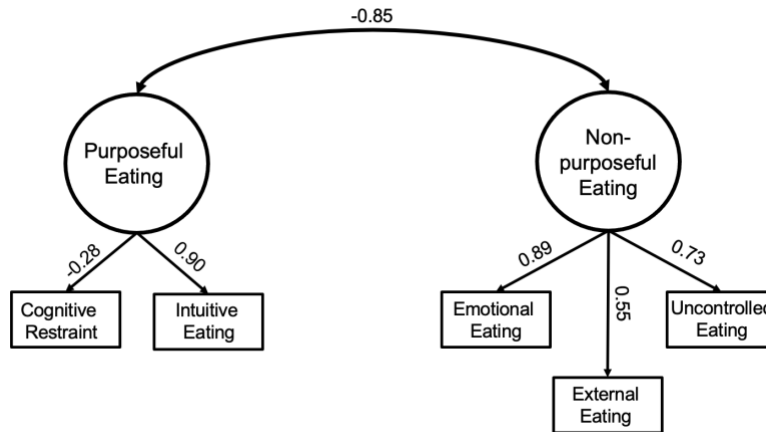 -0.85
Purposeful
Eating
Non-
purposeful
Eating
-0.28
0.90
0.89
0.55
0.73
Cognitive
Restraint
Intuitive
Eating
Emotional
Eating
Uncontrolled
Eating
External
Eating